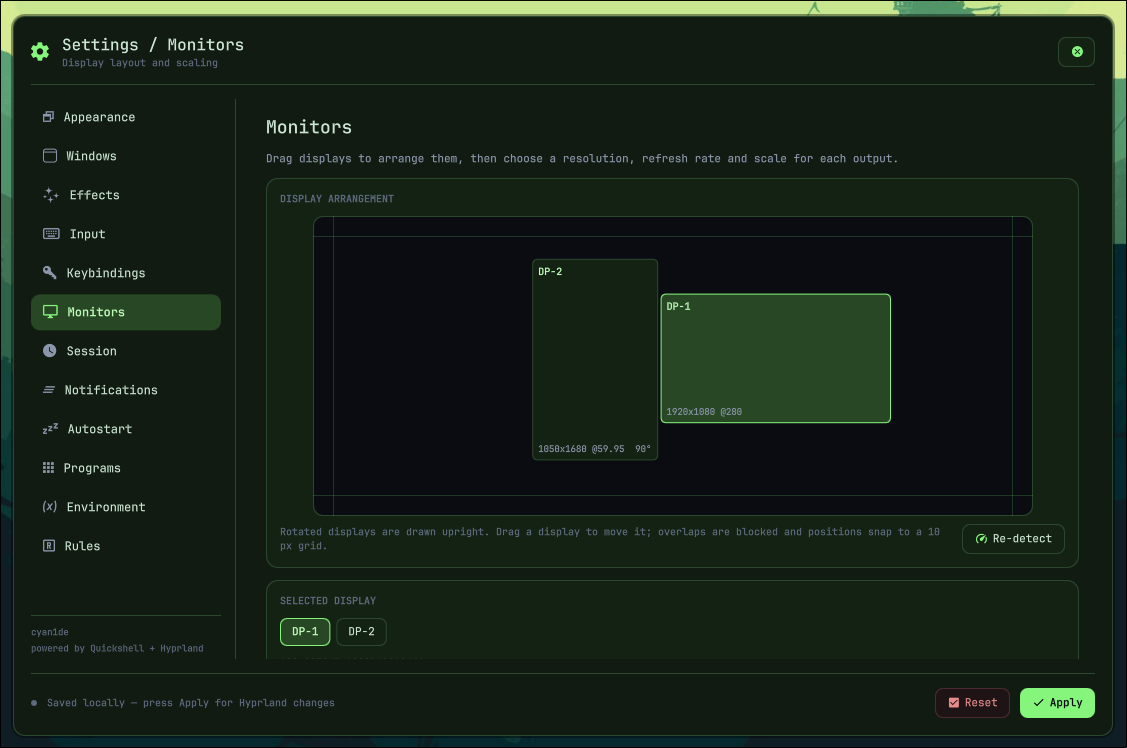 Settings / Monitors
Display layout and scaling
Appearance
Windows
Effects
Input
Keybindings
Monitors
Session
Notifications
Autostart
Programs
Environment
Rules
cyan1de
powered by Quickshell + Hyprland
Monitors
Drag displays to arrange them, then choose a resolution, refresh rate and scale for each output.
DISPLAY ARRANGEMENT
DP-2
1050x1680 @59.95 90°
DP-1
1920x1080 @280
Rotated displays are drawn upright. Drag a display to move it; overlaps are blocked and positions snap to a 10
px grid.
Re-detect
SELECTED DISPLAY
DP-1 DP-2
Saved locally — press Apply for Hyprland changes
Reset
Apply